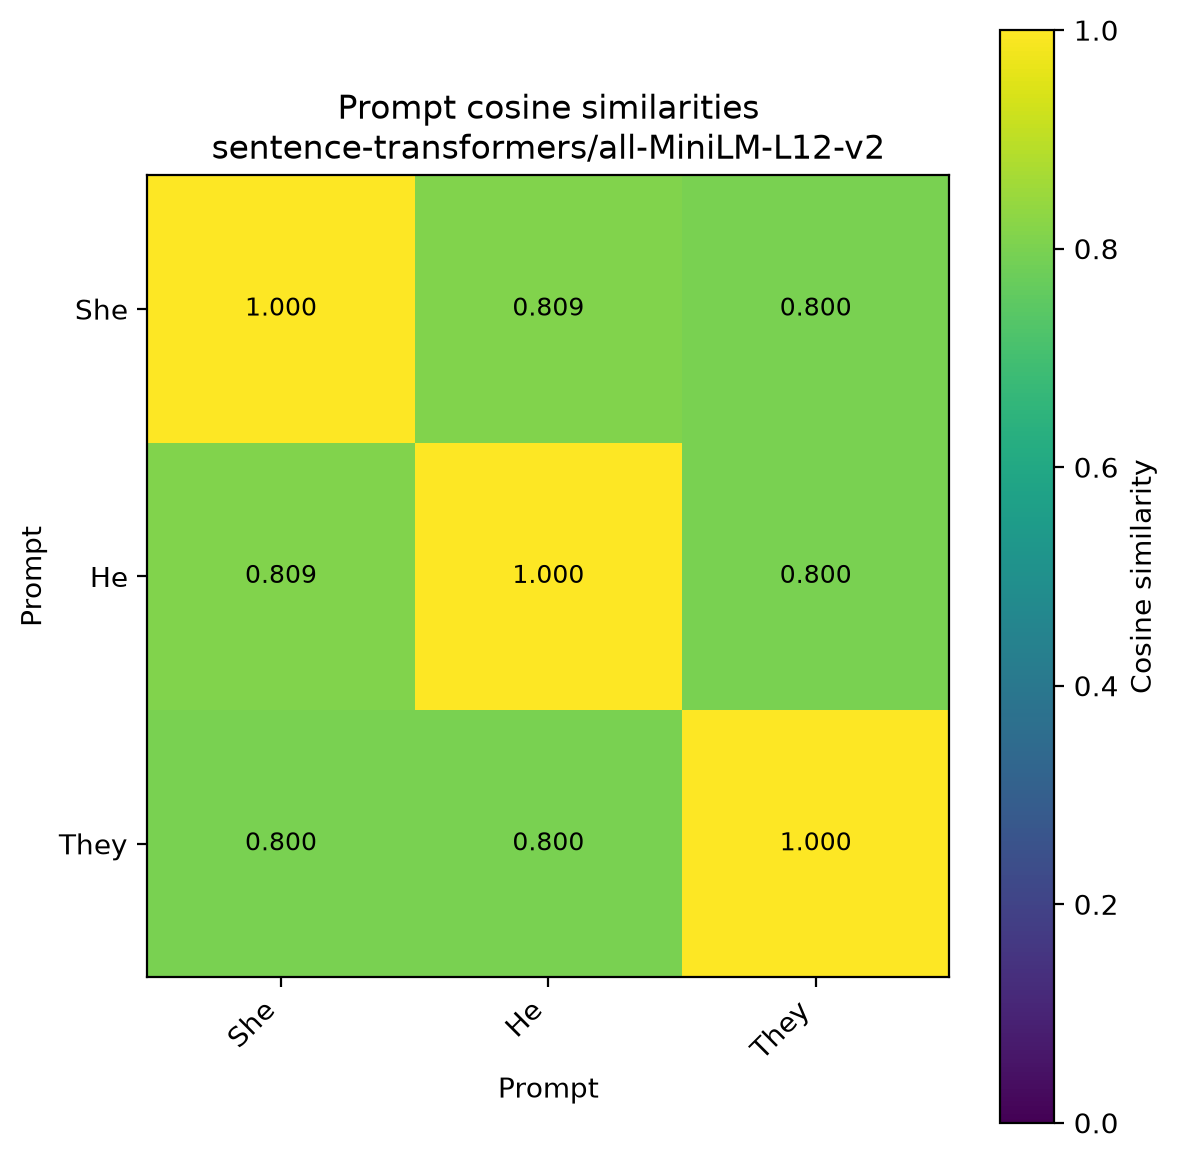 Prompt cosine similarities
sentence-transformers/all-MiniLM-L12-v2
She
1.000
0.809
0.800
He
0.809
1.000
0.800
They
0.800
0.800
1.000
She
He
They
Prompt
Prompt
1.0
0.8
0.6
0.4
0.2
0.0
Cosine similarity